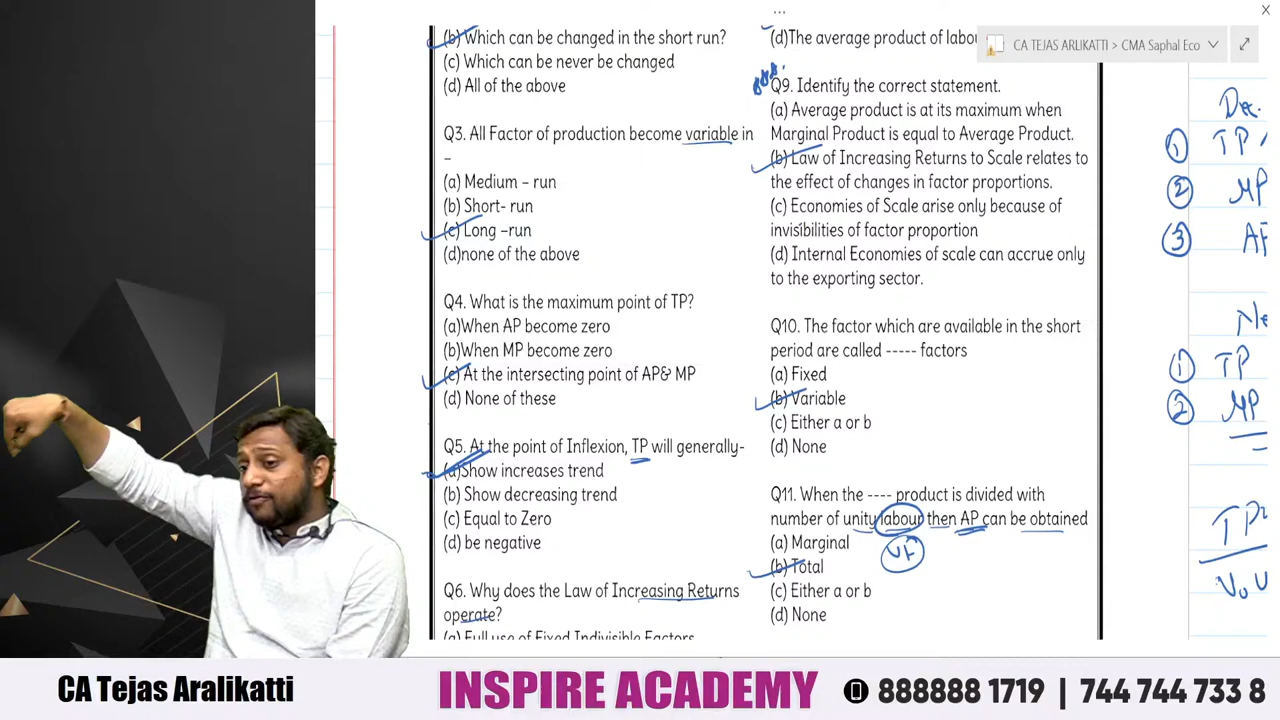 (b) Which can be changed in the short run?
(c) Which can be never be changed
(d) All of the above
Q3. All Factor of production become variable in
–
(a) Medium – run
(b) Short- run
(c) Long –run
(d)none of the above
Q4. What is the maximum point of TP?
(a)When AP become zero
(b)When MP become zero
(c) At the intersecting point of AP& MP
(d) None of these
Q5. At the point of Inflexion, TP will generally-
(a)Show increases trend
(b) Show decreasing trend
(c) Equal to Zero
(d) be negative
Q6. Why does the Law of Increasing Returns
operate?
(a) Full use of Fixed Indivisible Factors
(d)The average product of labou
Q9. Identify the correct statement.
(a) Average product is at its maximum when
Marginal Product is equal to Average Product.
(b) Law of Increasing Returns to Scale relates to
the effect of changes in factor proportions.
(c) Economies of Scale arise only because of
invisibilities of factor proportion
(d) Internal Economies of scale can accrue only
to the exporting sector.
Q10. The factor which are available in the short
period are called ----- factors
(a) Fixed
(b) Variable
(c) Either a or b
(d) None
Q11. When the ---- product is divided with
number of unity labour then AP can be obtained
VF
(a) Marginal
(b) Total
(c) Either a or b
(d) None
...
X
CA TEJAS ARLIKATTI > CMA Saphal Eco
Dec.
① TP
② MP
③ AP
Ne
① TP
② MP
TP
CA Tejas Aralikatti
INSPIRE ACADEMY
888888 1719 | 744 744 733 8